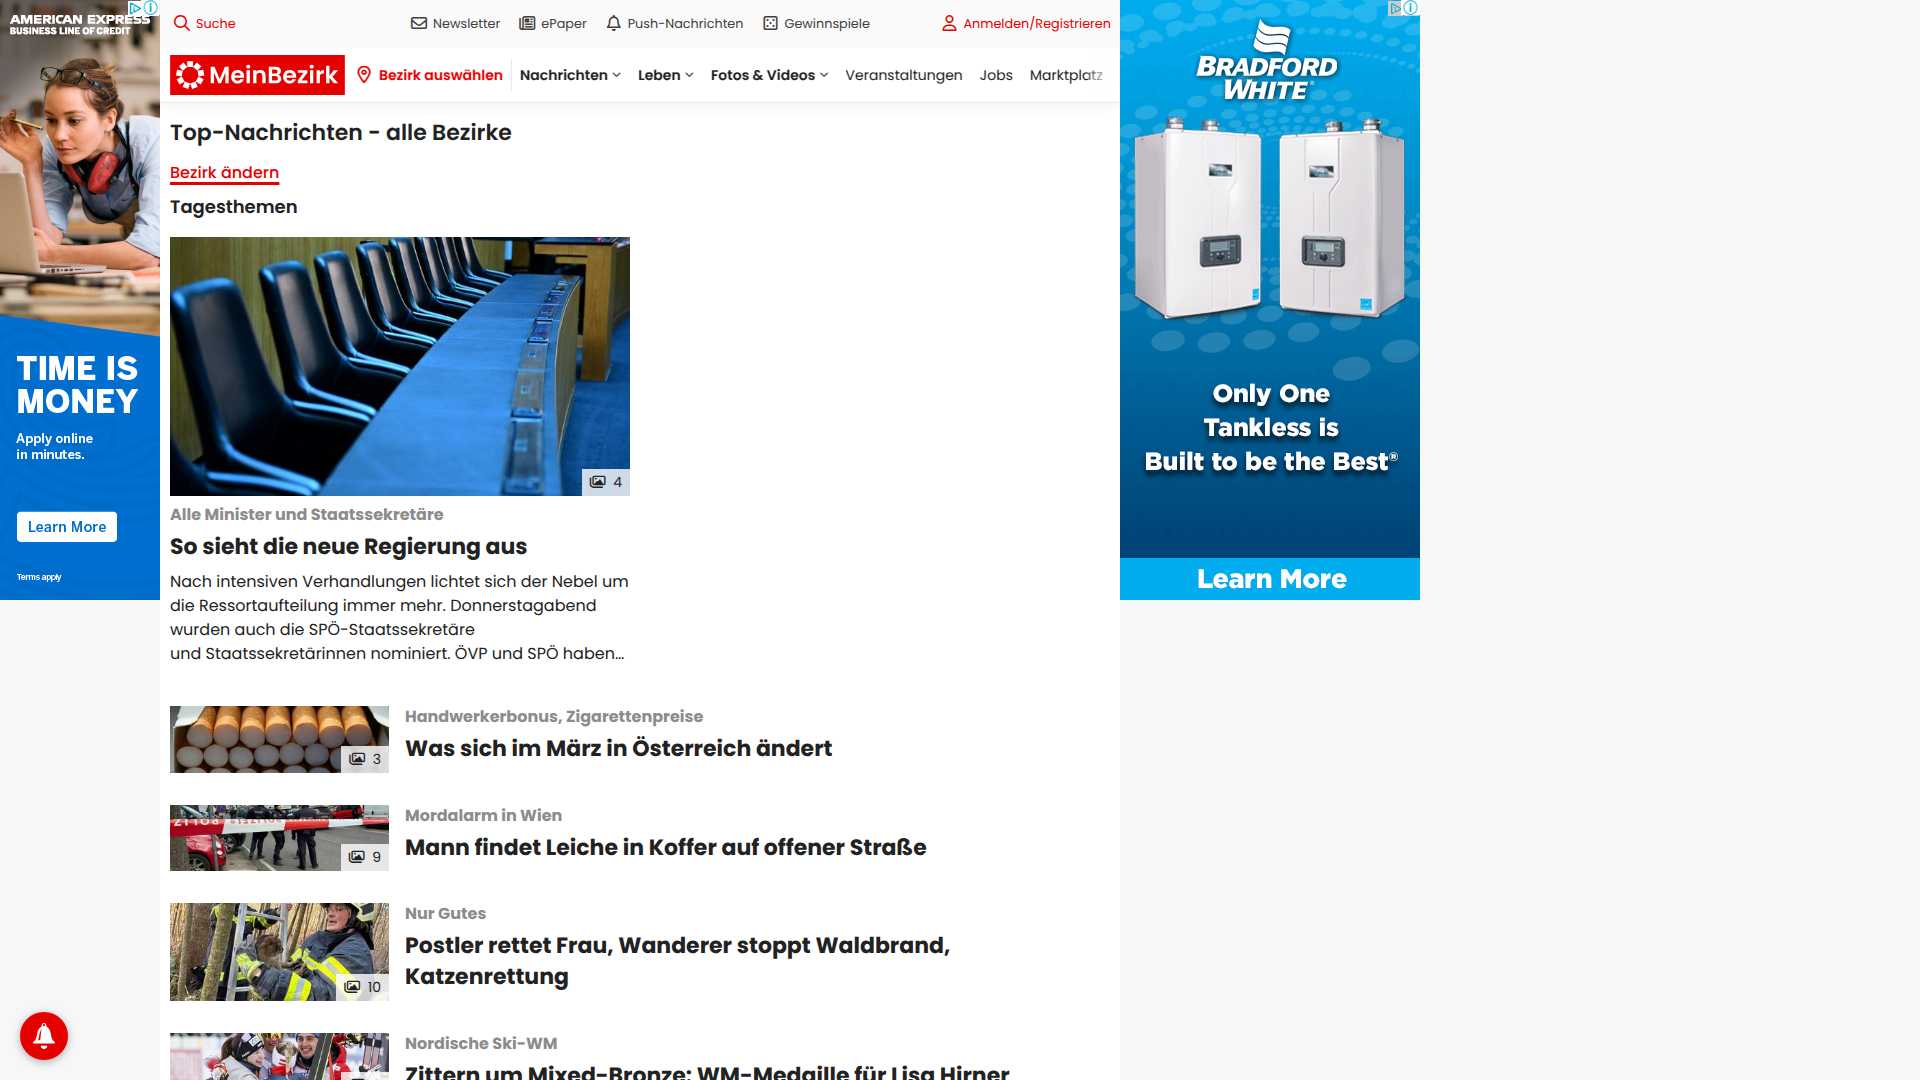 AMERICAN EXPRESS
BUSINESS LINE OF CREDIT
TIME IS
MONEY
Apply online
in minutes.
Learn More
Terms apply
Suche
Newsletter
ePaper
Push-Nachrichten
Gewinnspiele
Anmelden/Registrieren
MeinBezirk
Bezirk auswählen
Nachrichten
Leben
Fotos & Videos
Veranstaltungen
Jobs
Marktplatz
Top-Nachrichten - alle Bezirke
Bezirk ändern
Tagesthemen
4
Alle Minister und Staatssekretäre
So sieht die neue Regierung aus
Nach intensiven Verhandlungen lichtet sich der Nebel um
die Ressortaufteilung immer mehr. Donnerstagabend
wurden auch die SPÖ-Staatssekretäre
und Staatssekretärinnen nominiert. ÖVP und SPÖ haben...
3
Handwerkerbonus, Zigarettenpreise
Was sich im März in Österreich ändert
9
Mordalarm in Wien
Mann findet Leiche in Koffer auf offener Straße
10
Nur Gutes
Postler rettet Frau, Wanderer stoppt Waldbrand,
Katzenrettung
Nordische Ski-WM
Zittern um Mixed-Bronze: WM-Medaille für Lisa Hirner
BRADFORD
WHITE
Only One
Tankless is
Built to be the Best®
Learn More